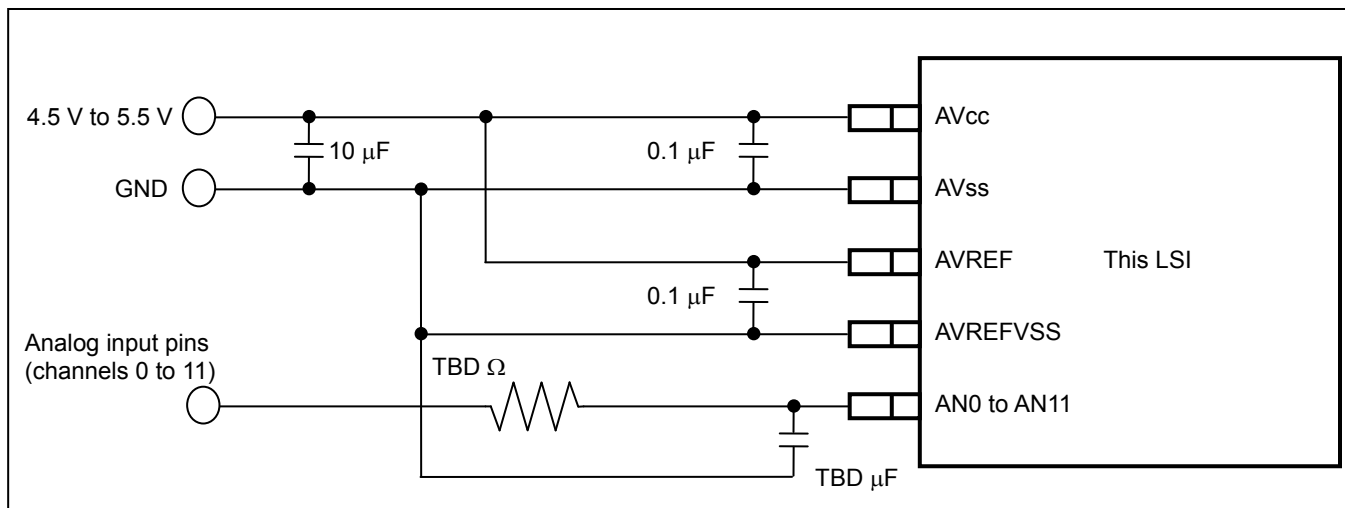 4.5 V to 5.5 V
AVcc
10 μF
0.1 μF
GND
AVss
AVREF
This LSI
0.1 μF
AVREFVSS
Analog input pins
(channels 0 to 11)
TBD Ω
AN0 to AN11
TBD μF